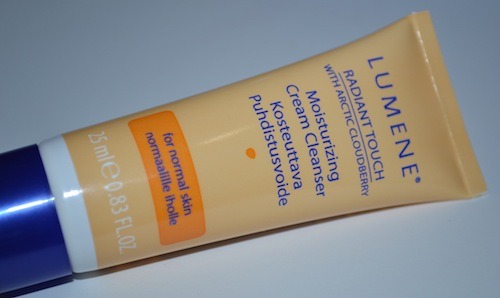 LUMENE®
RADIANT TOUCH
WITH ARCTIC CLOUDBERRY
Moisturizing
Cream Cleanser
Kosteuttava
Puhdistusvoide
for normal skin
normaalille iholle
25 ml e 0.83 FL.OZ